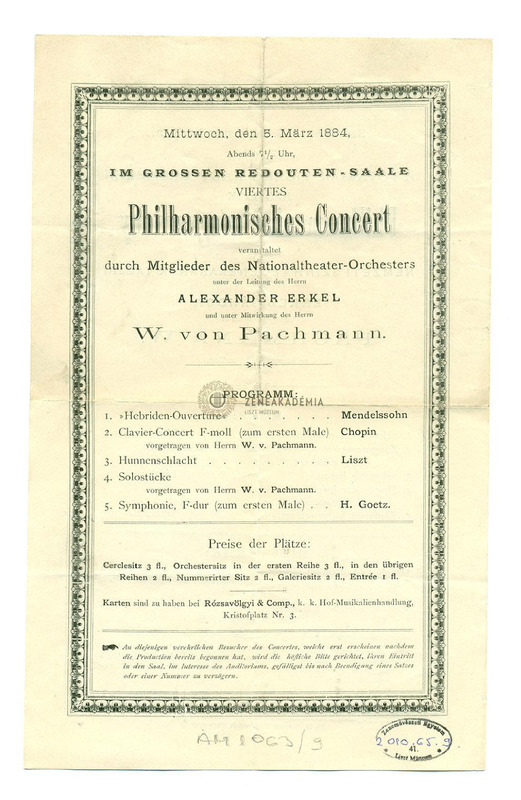 Mittwoch, den 5. März 1884,
Abends 7½ Uhr,
IM GROSSEN REDOUTEN-SAALE
VIERTES
Philharmonisches Concert
veranstaltet
durch Mitglieder des Nationaltheater-Orchesters
unter der Leitung des Herrn
ALEXANDER ERKEL
und unter Mitwirkung des Herrn
W. von Pachmann.
PROGRAMM:
ZENEAKADÉMIA
LISZT MÚZEUM
1. »Hebriden-Ouverture« . . . . . . Mendelssohn
2. Clavier-Concert F-moll (zum ersten Male) Chopin
vorgetragen von Herrn W. v. Pachmann.
3. Hunnenschlacht . . . . . . . . . Liszt
4. Solostücke
vorgetragen von Herrn W. v. Pachmann.
5. Symphonie, F-dur (zum ersten Male) . . H. Goetz.
Preise der Plätze:
Cerclesitz 3 fl., Orchestersitz in der ersten Reihe 3 fl., in den übrigen
Reihen 2 fl., Nummerirter Sitz 2 fl., Galeriesitz 2 fl., Entrée 1 fl.
Karten sind zu haben bei Rózsavölgyi & Comp., k. k. Hof-Musikalienhandlung,
Kristofplatz Nr. 3.
An diejenigen verehrlichen Besucher des Concertes, welche erst erscheinen nachdem
die Production bereits begonnen hat, wird die höfliche Bitte gerichtet, ihren Eintritt
in den Saal, im Interesse des Auditoriums, gefälligst bis nach Beendigung eines Satzes
oder einer Nummer zu verzögern.
ÁM 1063/9
Zeneművészeti Egyetem
2010.65.9.
41.
Liszt Múzeum